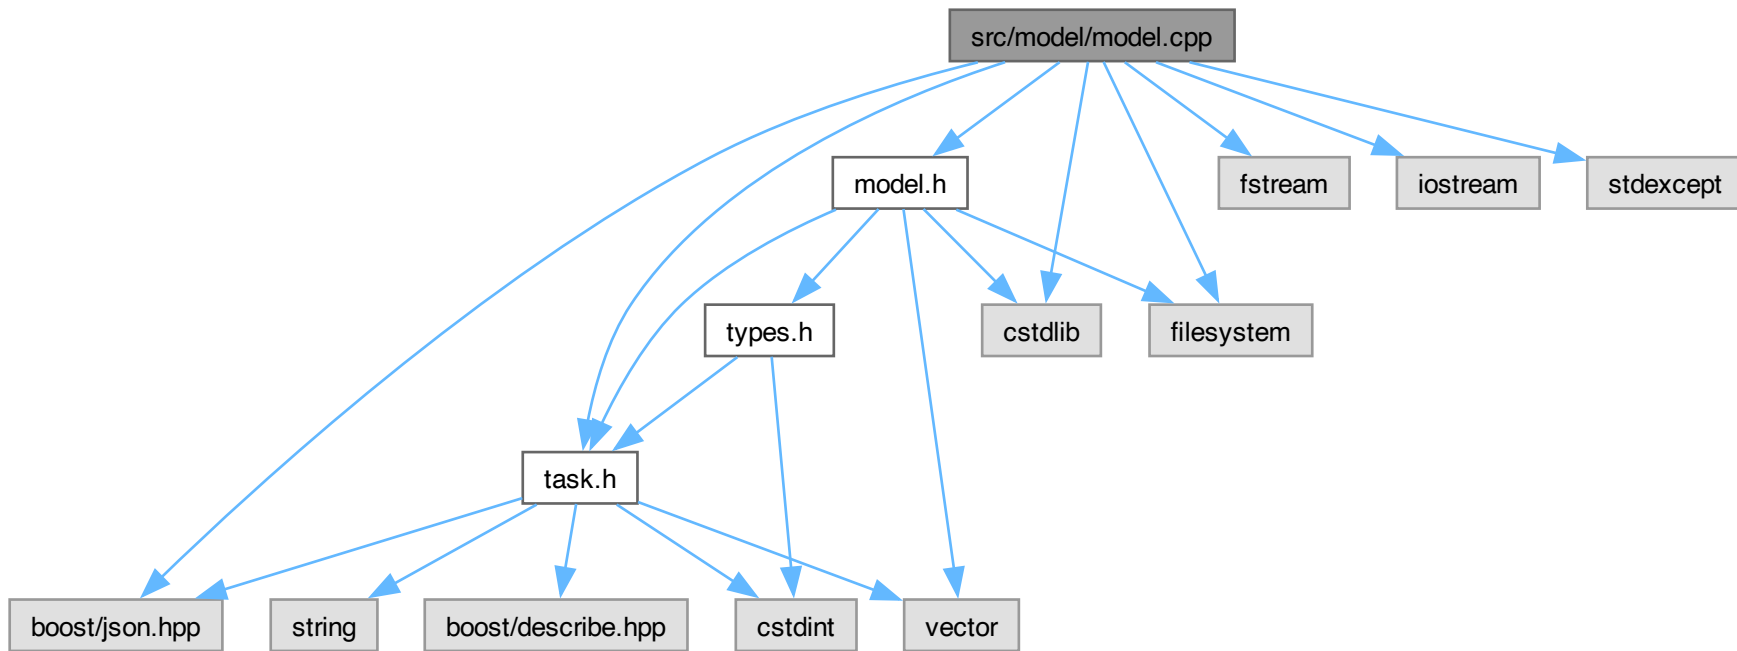 src/model/model.cpp
model.h
fstream
iostream
stdexcept
types.h
cstdlib
filesystem
task.h
boost/json.hpp
string
boost/describe.hpp
cstdint
vector